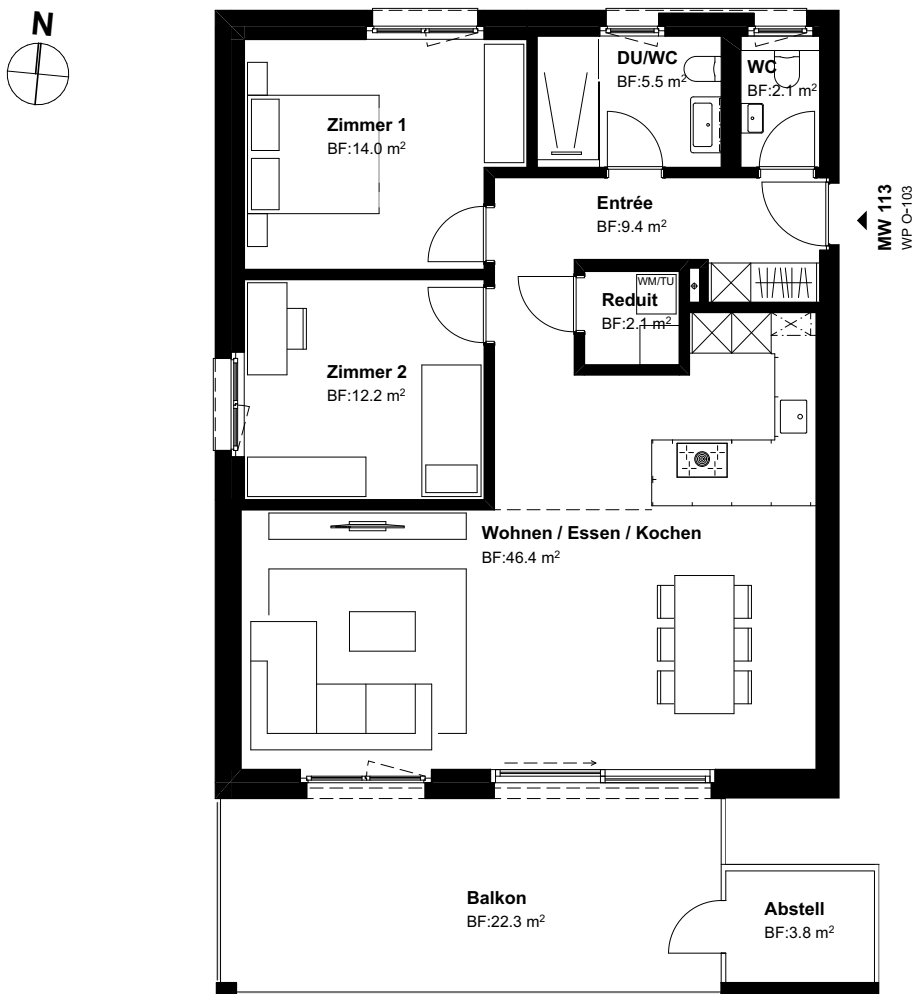 N
DU/WC
BF:5.5 m²
WC
BF:2.1 m²
Zimmer 1
BF:14.0 m²
Entrée
BF:9.4 m²
MW 113
WP O-103
WM/TU
Reduit
BF:2.1 m²
Zimmer 2
BF:12.2 m²
Wohnen / Essen / Kochen
BF:46.4 m²
Balkon
BF:22.3 m²
Abstell
BF:3.8 m²